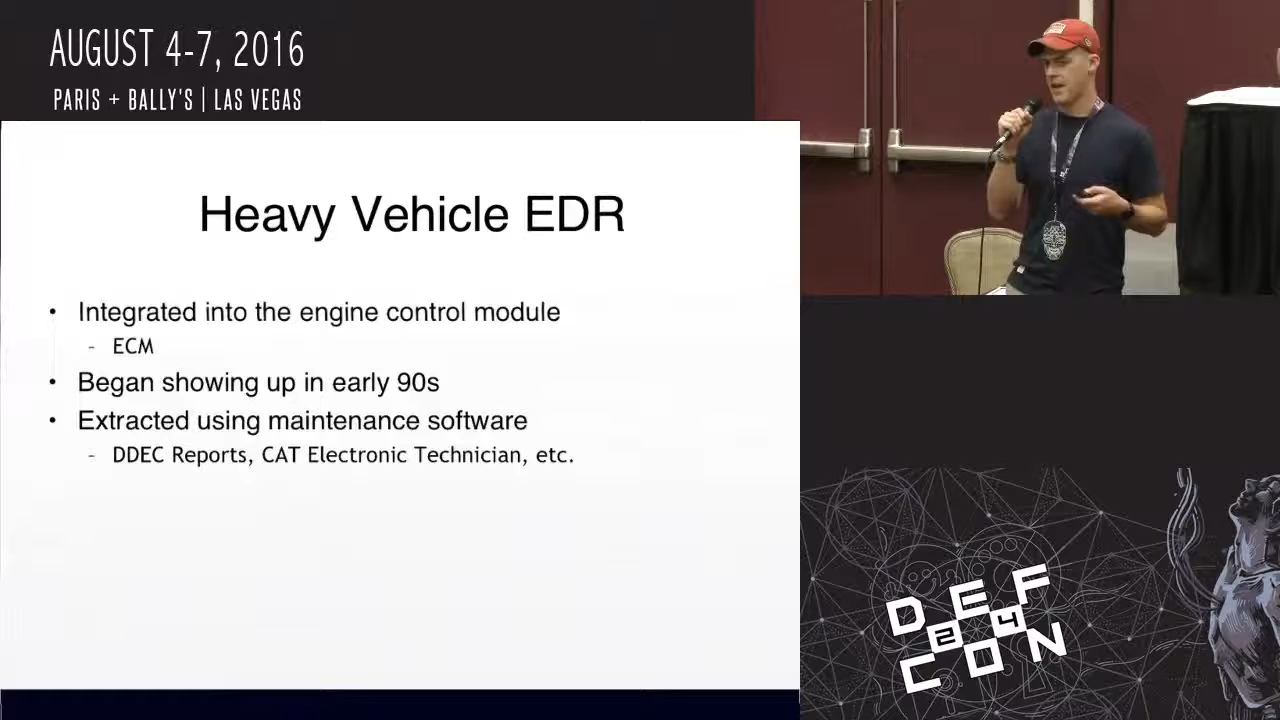 AUGUST 4-7, 2016
PARIS + BALLY'S | LAS VEGAS
Heavy Vehicle EDR
• Integrated into the engine control module
- ECM
• Began showing up in early 90s
• Extracted using maintenance software
- DDEC Reports, CAT Electronic Technician, etc.
DEF
24
CON